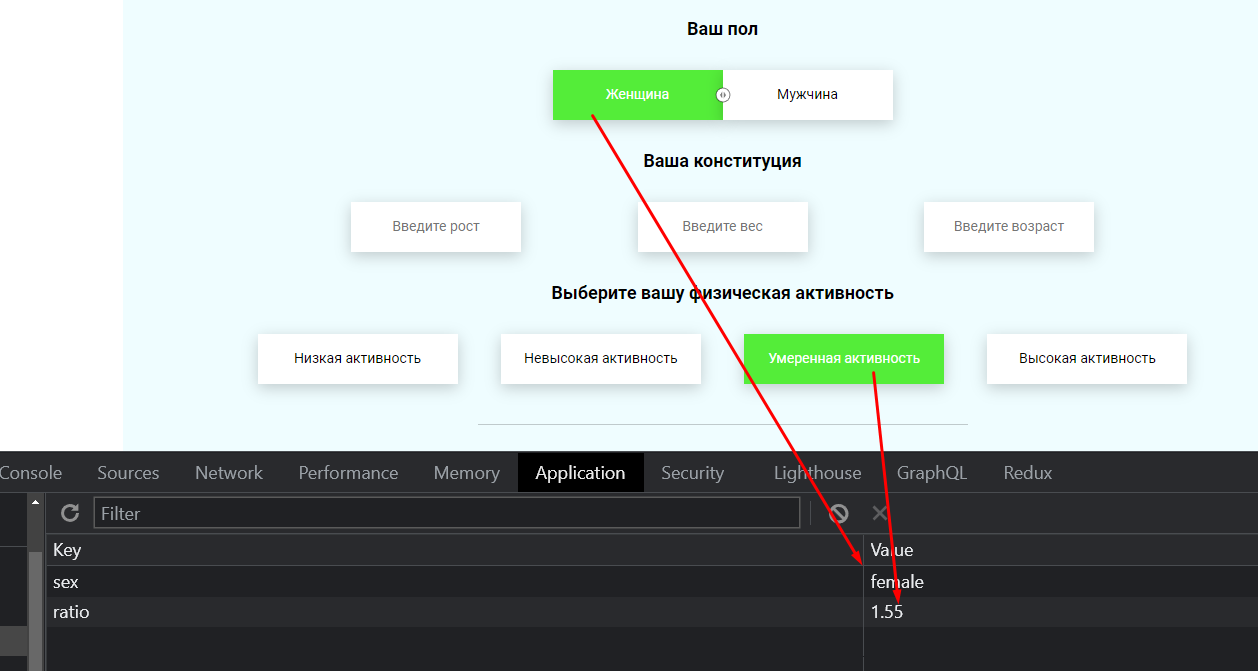 Ваш пол
Женщина Мужчина
Ваша конституция
Введите рост Введите вес Введите возраст
Выберите вашу физическая активность
Низкая активность Невысокая активность Умеренная активность Высокая активность
Console Sources Network Performance Memory Application Security Lighthouse GraphQL Redux
Filter
Key Value
sex female
ratio 1.55